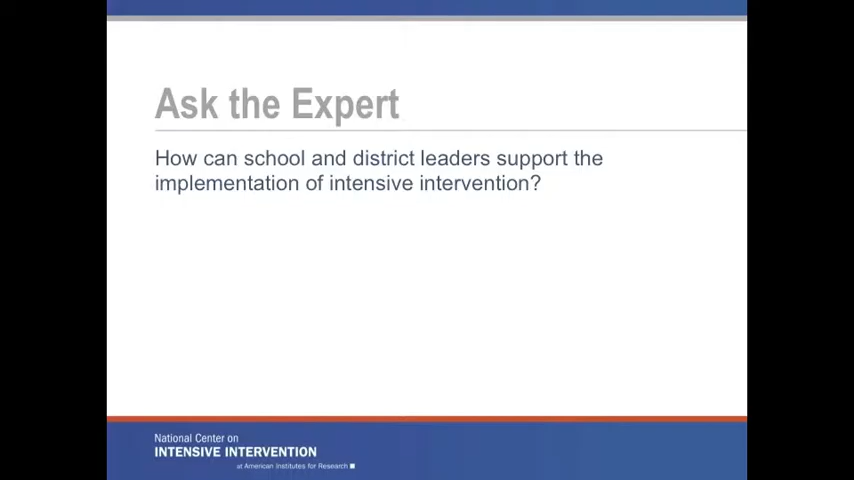 Ask the Expert
How can school and district leaders support the
implementation of intensive intervention?
National Center on
INTENSIVE INTERVENTION
at American Institutes for Research